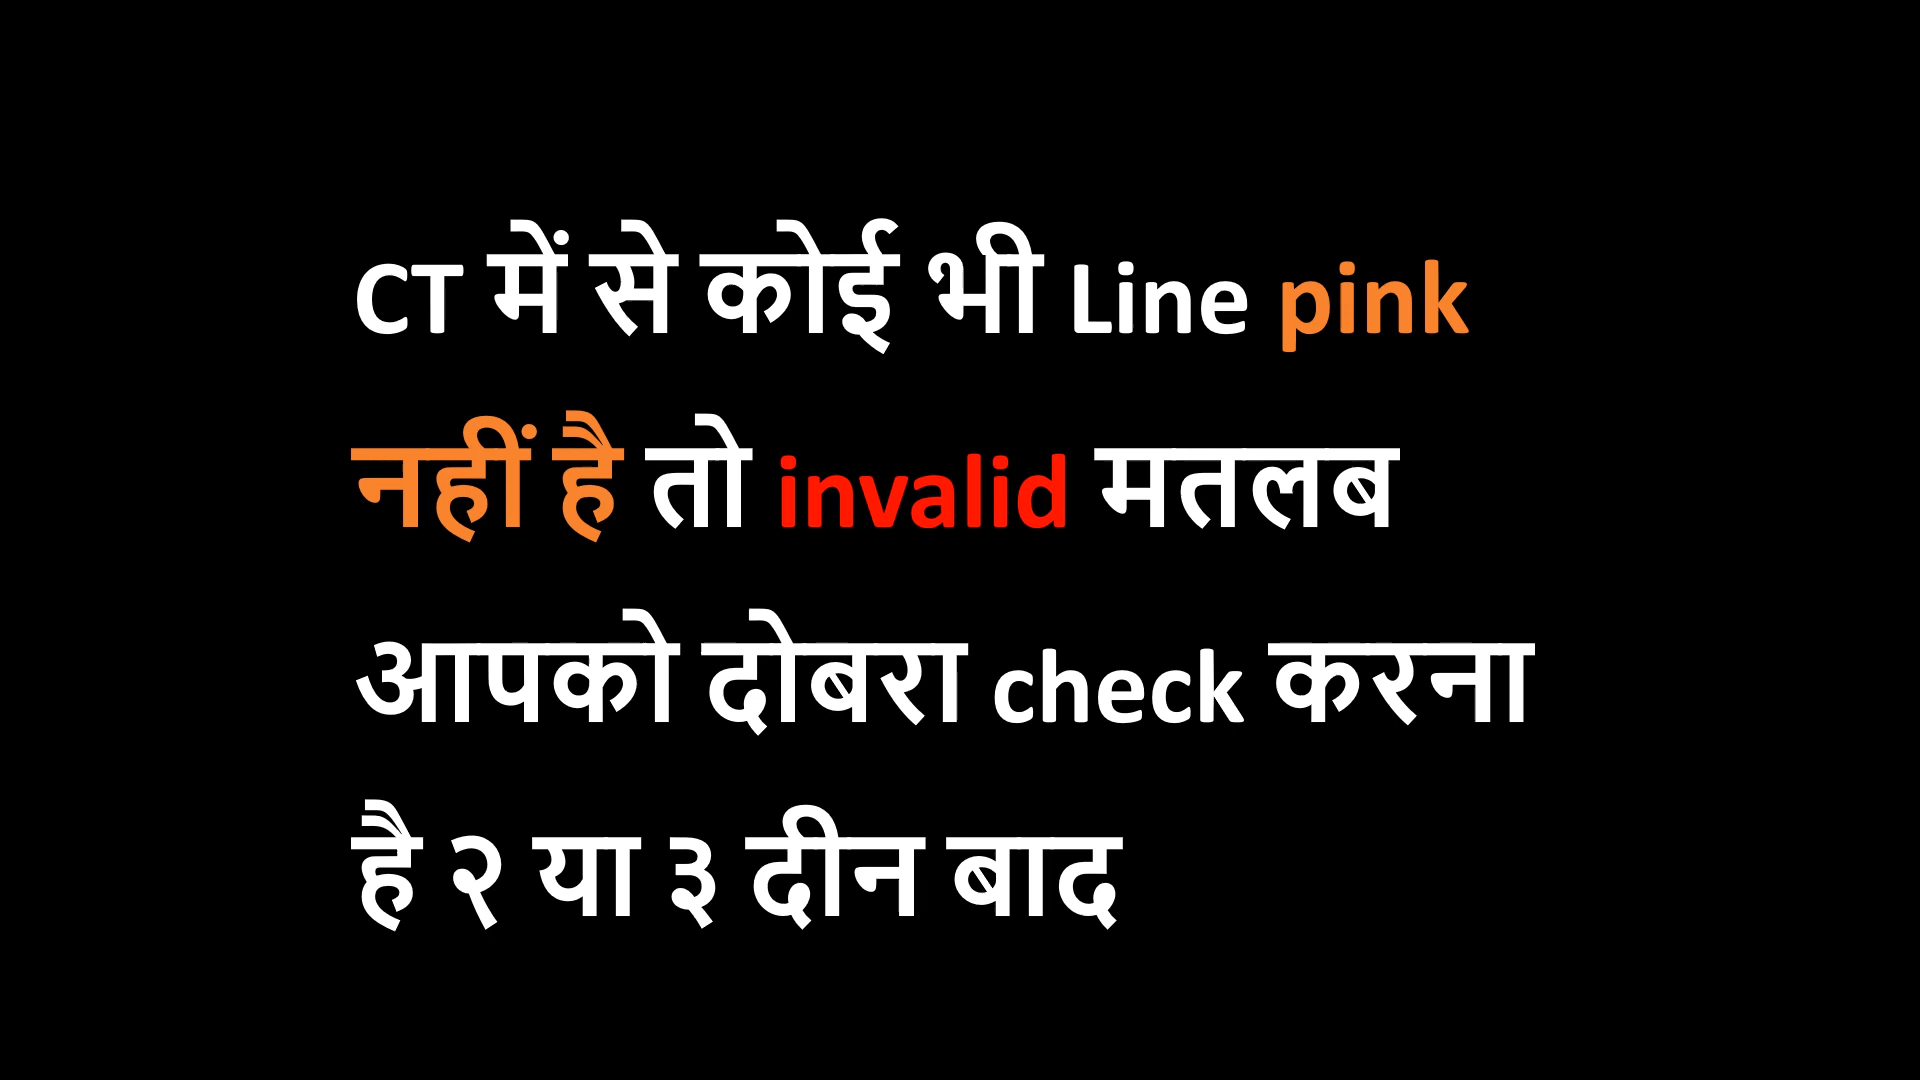 CT में से कोई भी Line pink
नहीं है तो invalid मतलब
आपको दोबरा check करना
है २ या ३ दीन बाद